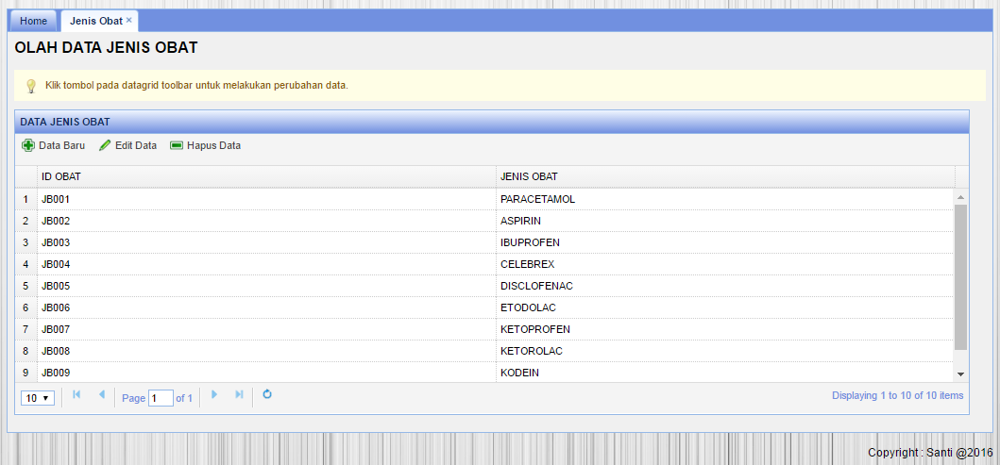 Home Jenis Obat ×
OLAH DATA JENIS OBAT
Klik tombol pada datagrid toolbar untuk melakukan perubahan data.
DATA JENIS OBAT
Data Baru Edit Data Hapus Data
ID OBAT JENIS OBAT
1 JB001 PARACETAMOL
2 JB002 ASPIRIN
3 JB003 IBUPROFEN
4 JB004 CELEBREX
5 JB005 DISCLOFENAC
6 JB006 ETODOLAC
7 JB007 KETOPROFEN
8 JB008 KETOROLAC
9 JB009 KODEIN
10 Page 1 of 1 Displaying 1 to 10 of 10 items
Copyright : Santi @2016